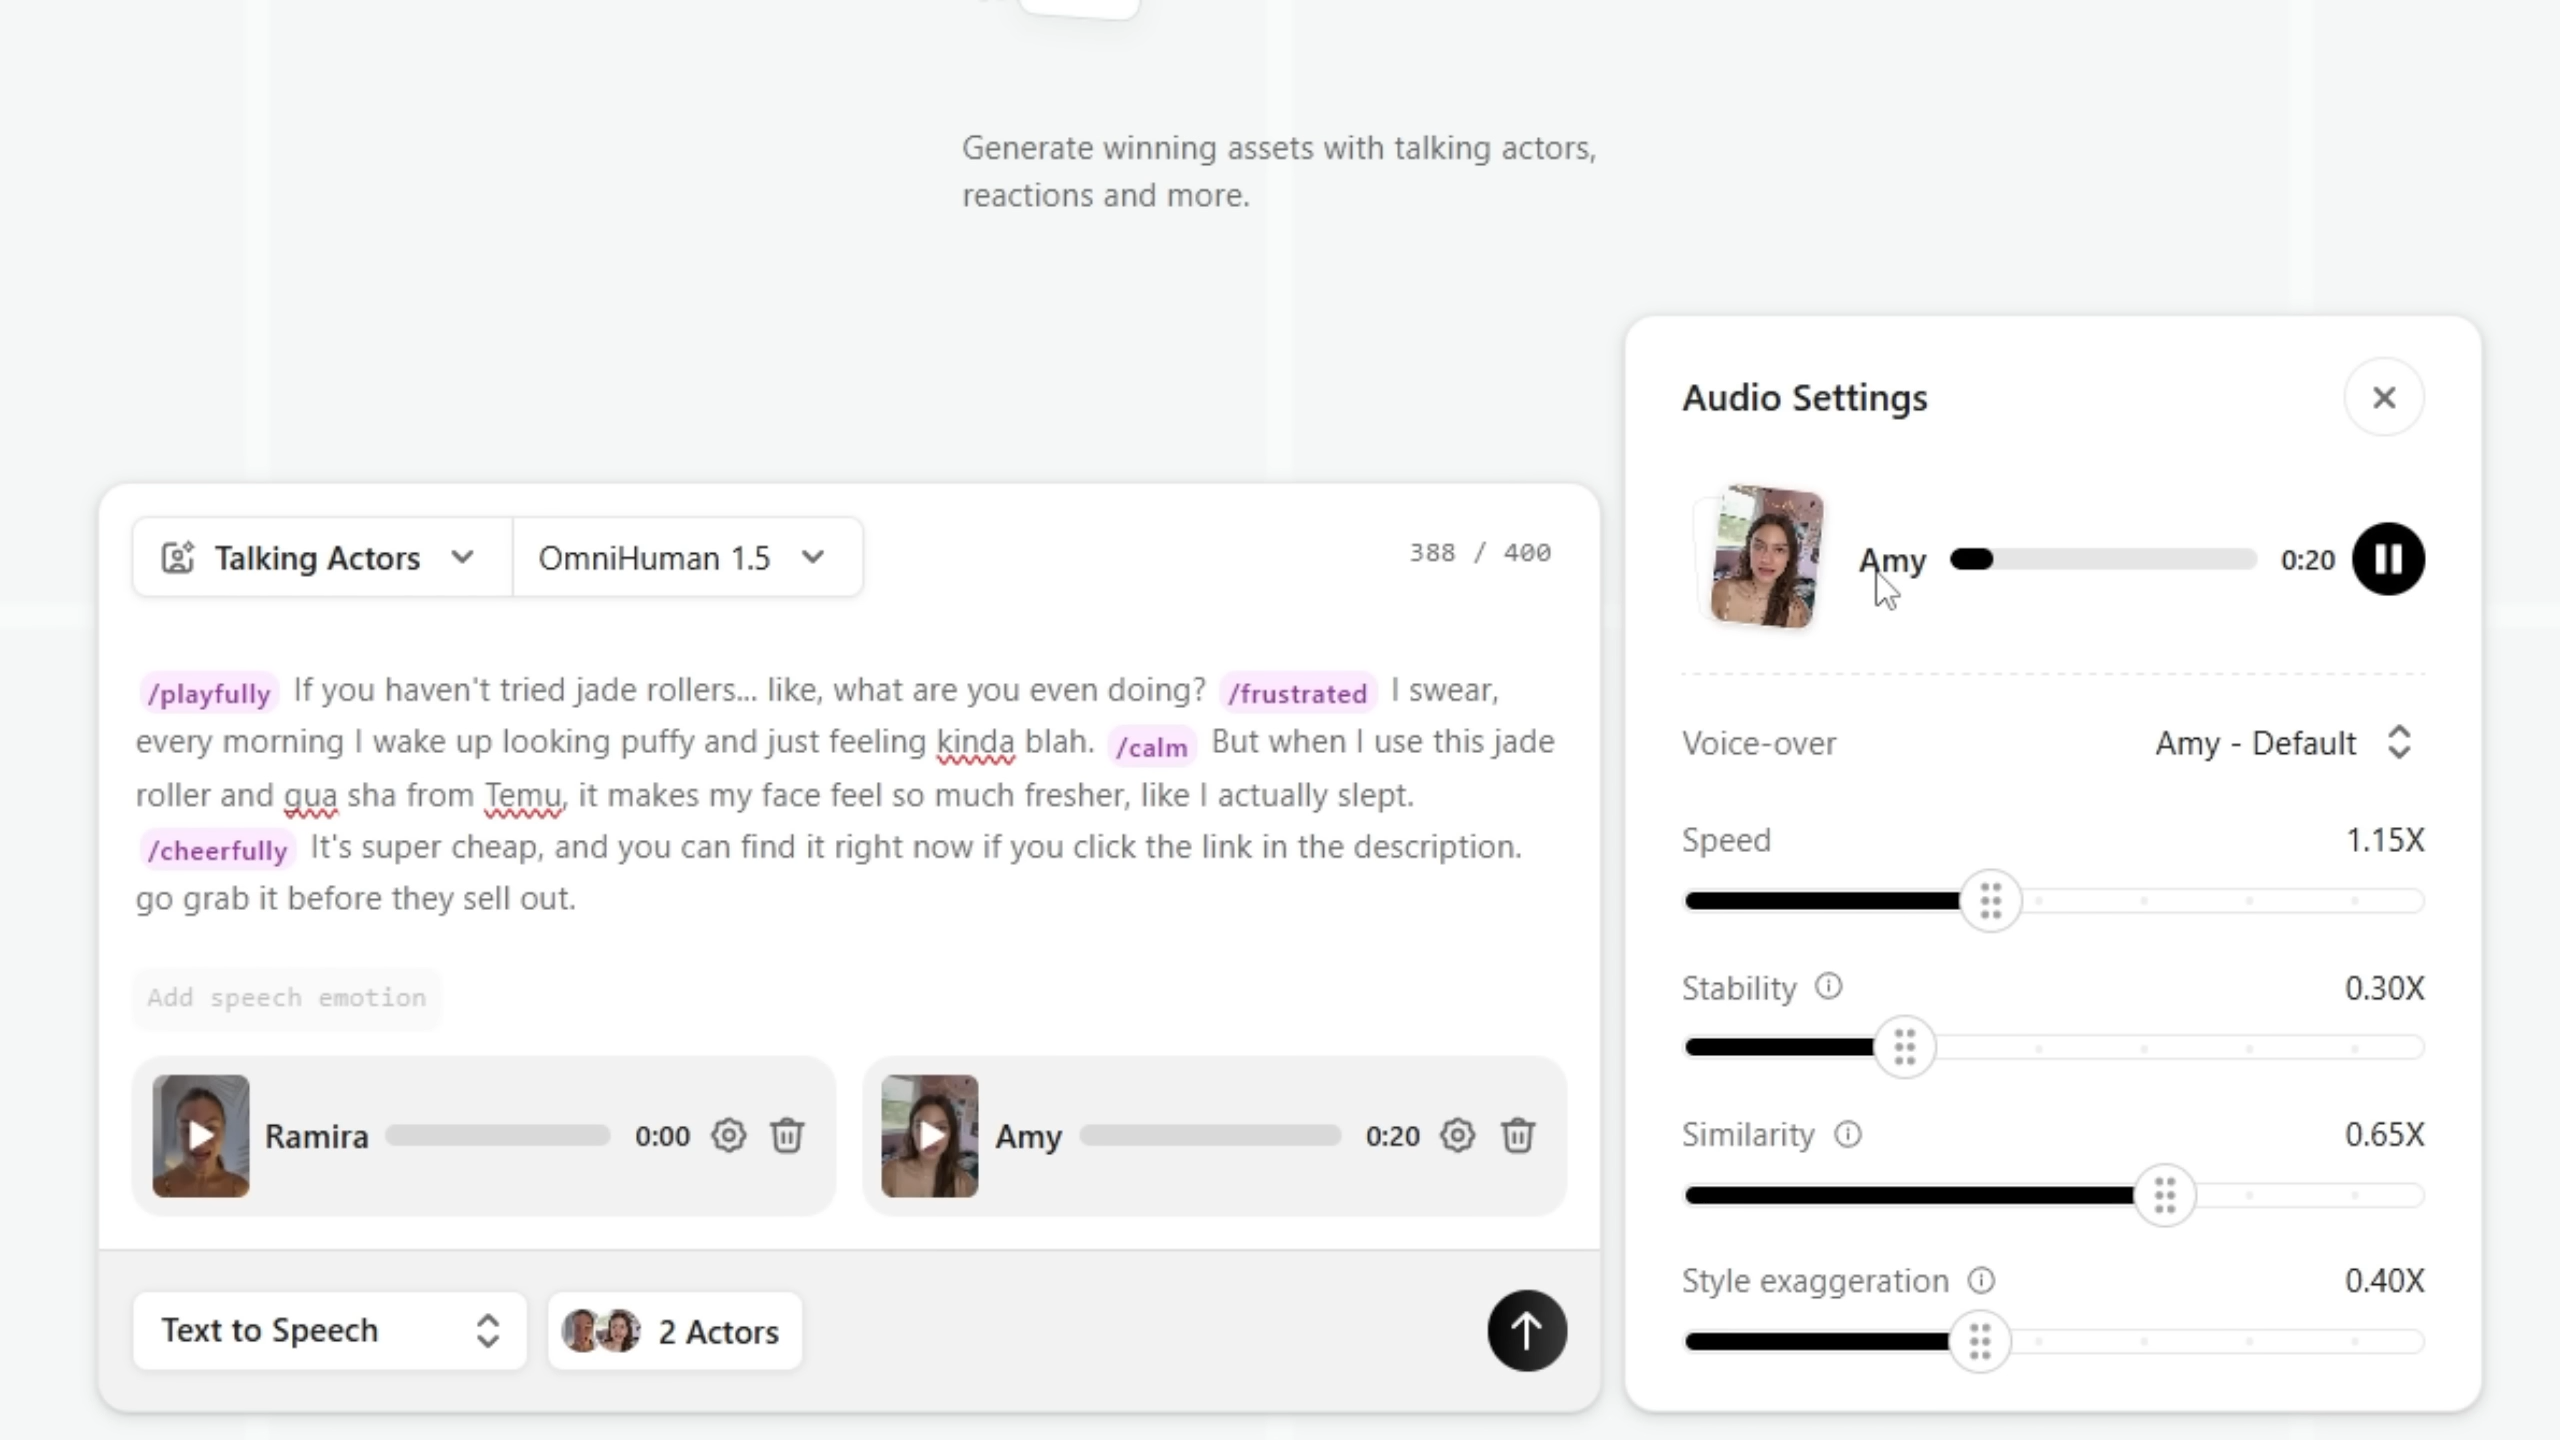 Generate winning assets with talking actors,
reactions and more.
Talking Actors
OmniHuman 1.5
388 / 400
/playfully If you haven't tried jade rollers... like, what are you even doing? /frustrated I swear,
every morning I wake up looking puffy and just feeling kinda blah. /calm But when I use this jade
roller and gua sha from Temu, it makes my face feel so much fresher, like I actually slept.
/cheerfully It's super cheap, and you can find it right now if you click the link in the description.
go grab it before they sell out.
Add speech emotion
Ramira 0:00
Amy 0:20
Text to Speech
2 Actors
Audio Settings
Amy 0:20
Voice-over Amy - Default
Speed 1.15X
Stability 0.30X
Similarity 0.65X
Style exaggeration 0.40X